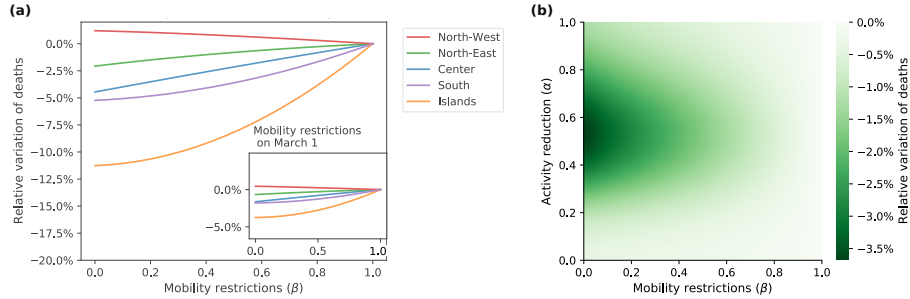 (a)
Relative variation of deaths
0.0%
−2.5%
−5.0%
−7.5%
−10.0%
−12.5%
−15.0%
−17.5%
−20.0%
0.0
0.2
0.4
0.6
0.8
1.0
Mobility restrictions (β)
North-West
North-East
Center
South
Islands
Mobility restrictions
on March 1
0.0%
−5.0%
0.0
0.5
1.0
(b)
Activity reduction (α)
1.0
0.8
0.6
0.4
0.2
0.0
0.0
0.2
0.4
0.6
0.8
1.0
Mobility restrictions (β)
0.0%
−0.5%
−1.0%
−1.5%
−2.0%
−2.5%
−3.0%
−3.5%
Relative variation of deaths